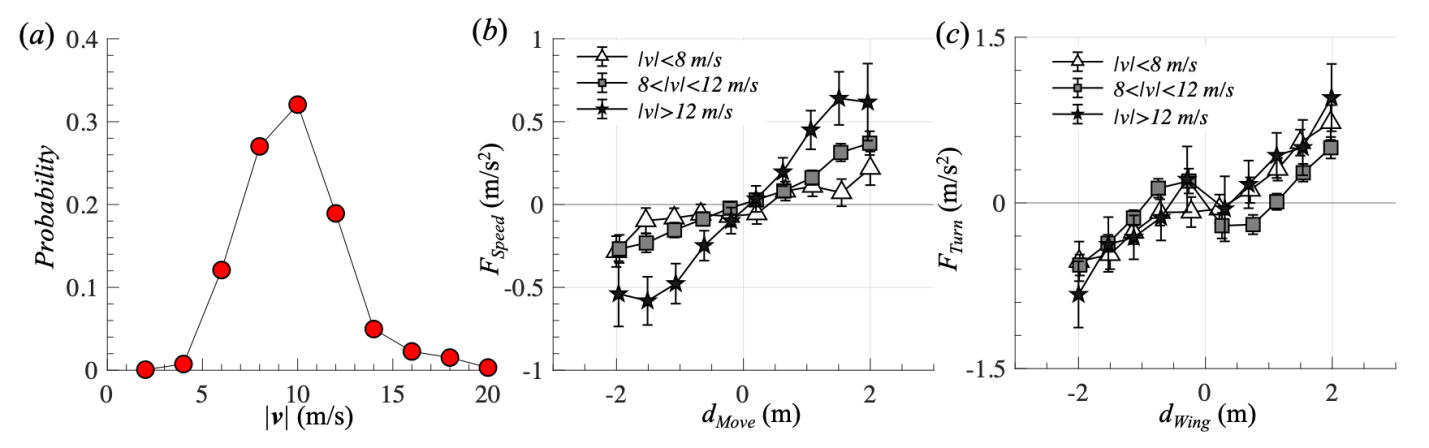 (a)
0.4
0.3
0.2
0.1
0
0 5 10 15 20
Probability
|v| (m/s)
(b)
1
0.5
0
-0.5
-1
-2 0 2
F_Speed (m/s²)
d_Move (m)
|v|<8 m/s
8<|v|<12 m/s
|v|>12 m/s
(c)
1.5
0
-1.5
-2 0 2
F_Turn (m/s²)
d_Wing (m)
|v|<8 m/s
8<|v|<12 m/s
|v|>12 m/s